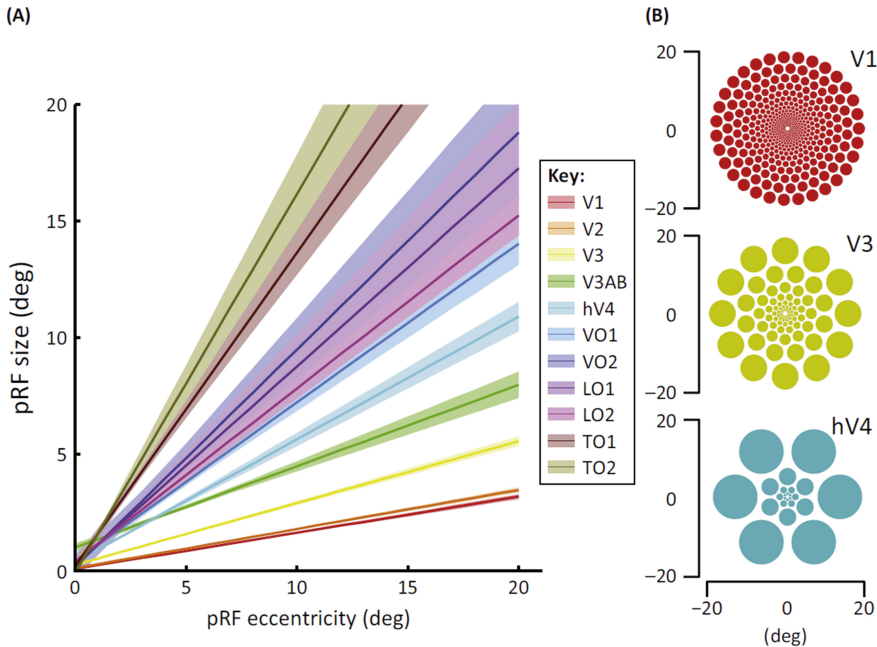 (A)
pRF size (deg)
20
15
10
5
0
0
5
10
15
20
pRF eccentricity (deg)
Key:
V1
V2
V3
V3AB
hV4
VO1
VO2
LO1
LO2
TO1
TO2
(B)
V1
20
0
−20
V3
20
0
−20
hV4
20
0
−20
−20
0
20
(deg)